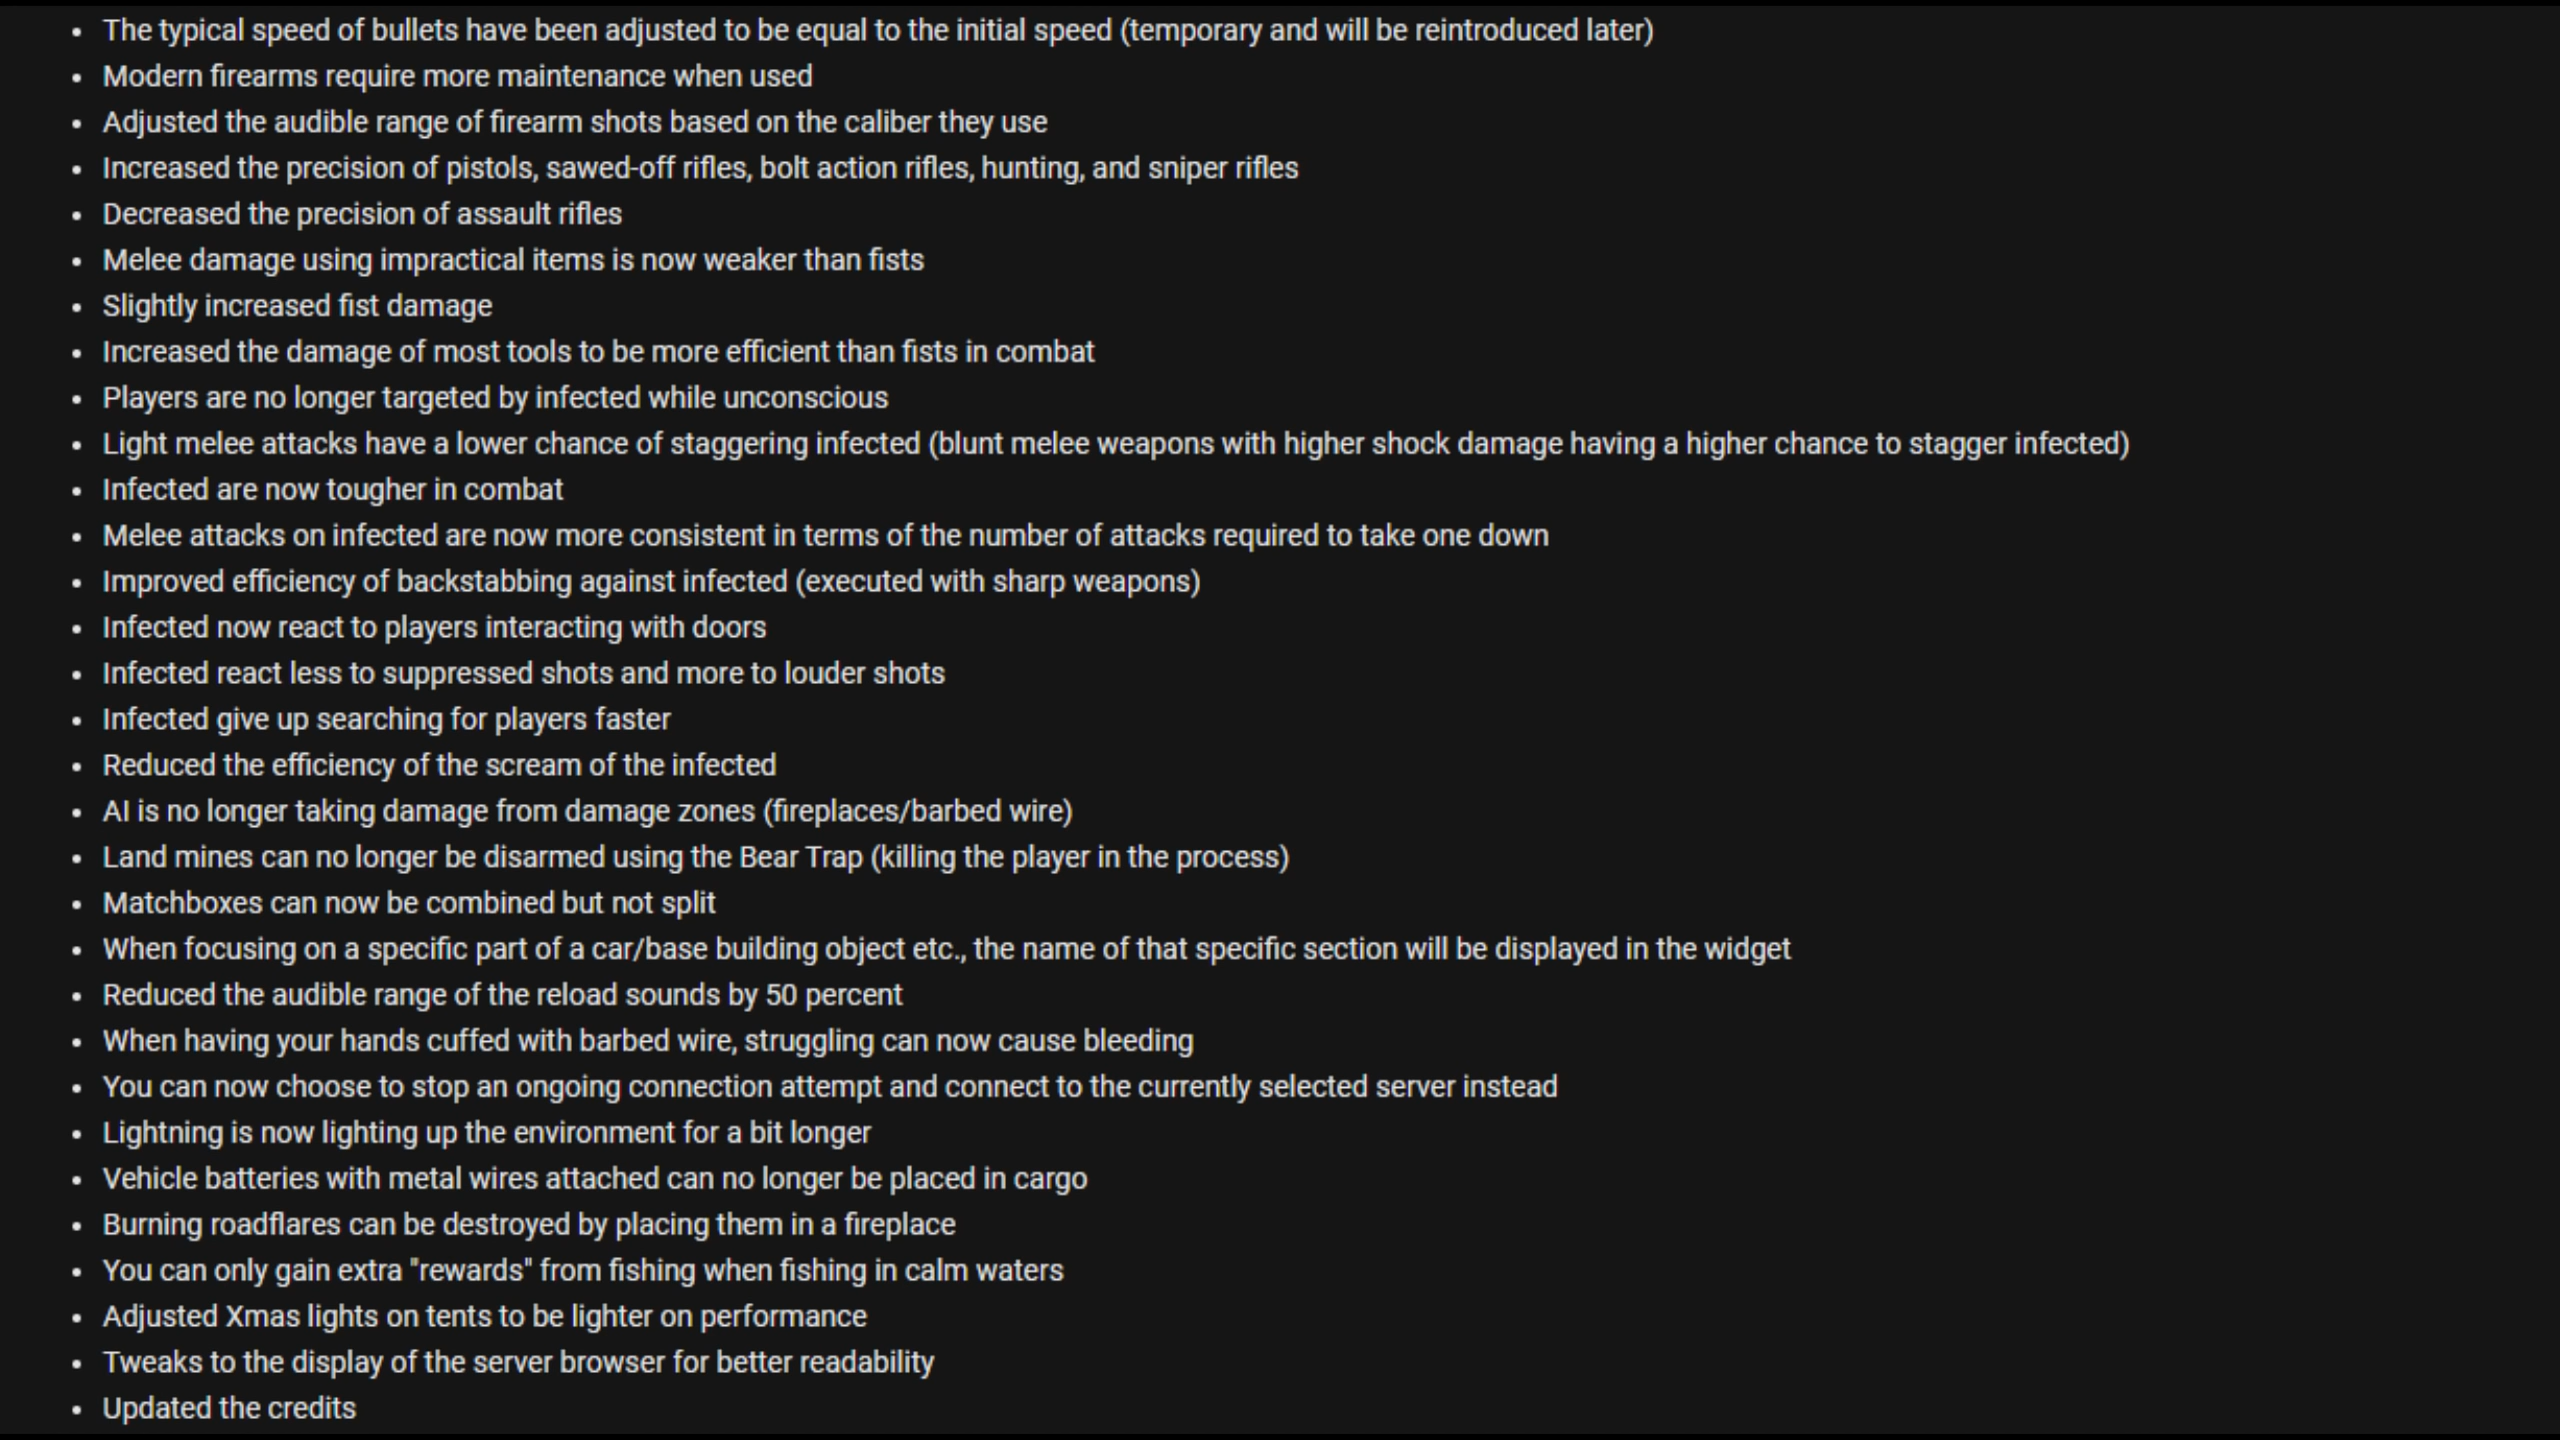 • The typical speed of bullets have been adjusted to be equal to the initial speed (temporary and will be reintroduced later)
• Modern firearms require more maintenance when used
• Adjusted the audible range of firearm shots based on the caliber they use
• Increased the precision of pistols, sawed-off rifles, bolt action rifles, hunting, and sniper rifles
• Decreased the precision of assault rifles
• Melee damage using impractical items is now weaker than fists
• Slightly increased fist damage
• Increased the damage of most tools to be more efficient than fists in combat
• Players are no longer targeted by infected while unconscious
• Light melee attacks have a lower chance of staggering infected (blunt melee weapons with higher shock damage having a higher chance to stagger infected)
• Infected are now tougher in combat
• Melee attacks on infected are now more consistent in terms of the number of attacks required to take one down
• Improved efficiency of backstabbing against infected (executed with sharp weapons)
• Infected now react to players interacting with doors
• Infected react less to suppressed shots and more to louder shots
• Infected give up searching for players faster
• Reduced the efficiency of the scream of the infected
• AI is no longer taking damage from damage zones (fireplaces/barbed wire)
• Land mines can no longer be disarmed using the Bear Trap (killing the player in the process)
• Matchboxes can now be combined but not split
• When focusing on a specific part of a car/base building object etc., the name of that specific section will be displayed in the widget
• Reduced the audible range of the reload sounds by 50 percent
• When having your hands cuffed with barbed wire, struggling can now cause bleeding
• You can now choose to stop an ongoing connection attempt and connect to the currently selected server instead
• Lightning is now lighting up the environment for a bit longer
• Vehicle batteries with metal wires attached can no longer be placed in cargo
• Burning roadflares can be destroyed by placing them in a fireplace
• You can only gain extra "rewards" from fishing when fishing in calm waters
• Adjusted Xmas lights on tents to be lighter on performance
• Tweaks to the display of the server browser for better readability
• Updated the credits